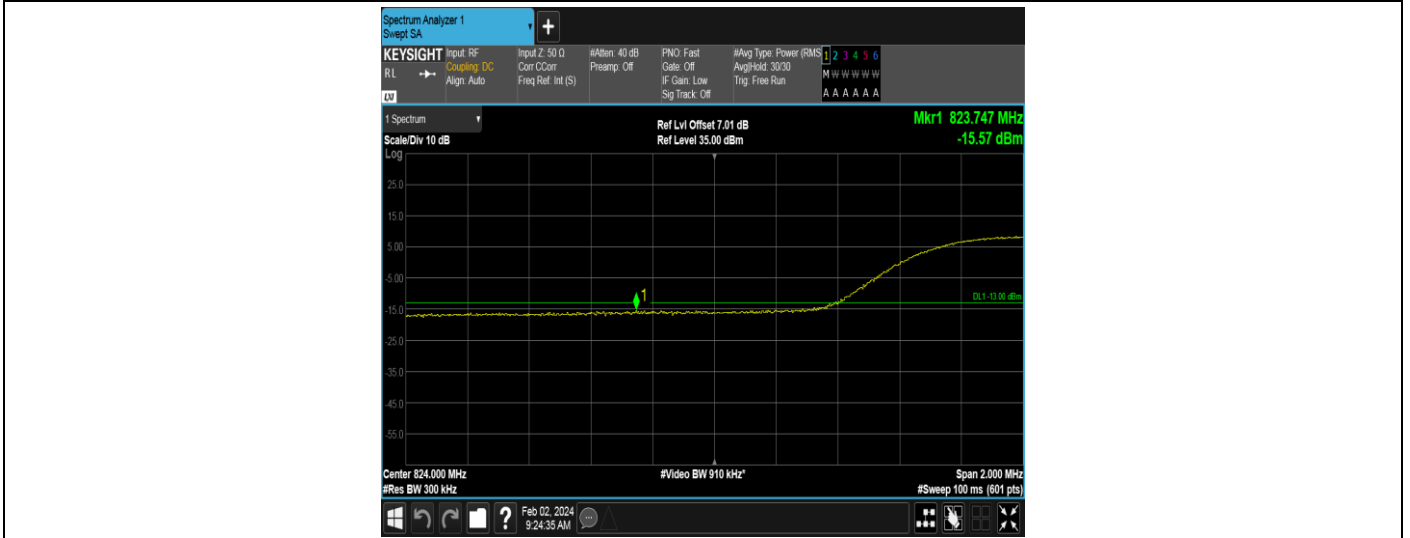 Spectrum Analyzer 1
Swept SA
+
KEYSIGHT
RL
LXI
Input: RF
Coupling: DC
Align: Auto
Input Z: 50 Ω
Corr CCorr
Freq Ref: Int (S)
#Atten: 40 dB
Preamp: Off
PNO: Fast
Gate: Off
IF Gain: Low
Sig Track: Off
#Avg Type: Power (RMS
Avg|Hold: 30/30
Trig: Free Run
1 2 3 4 5 6
M W W W W W
A A A A A A
1 Spectrum
Scale/Div 10 dB
Ref Lvl Offset 7.01 dB
Ref Level 35.00 dBm
Mkr1 823.747 MHz
-15.57 dBm
Log
25.0
15.0
5.00
-5.00
1
DL1 -13.00 dBm
-15.0
-25.0
-35.0
-45.0
-55.0
Center 824.000 MHz
#Res BW 300 kHz
#Video BW 910 kHz*
Span 2.000 MHz
#Sweep 100 ms (601 pts)
?
Feb 02, 2024
9:24:35 AM